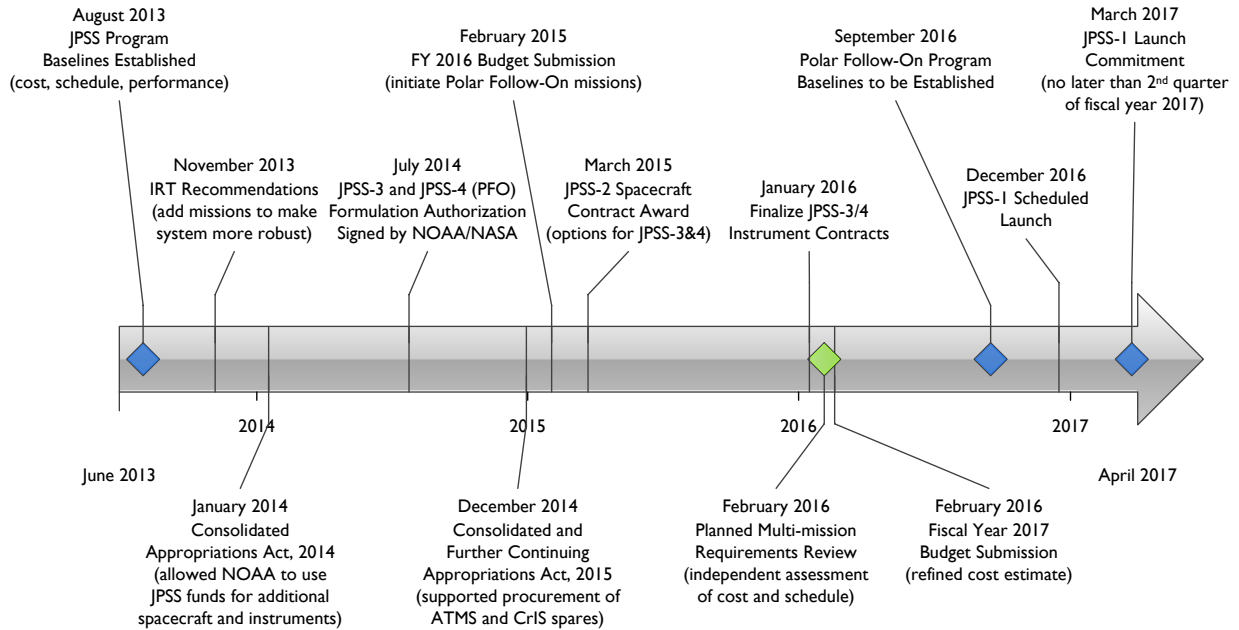 August 2013
JPSS Program
Baselines Established
(cost, schedule, performance)
February 2015
FY 2016 Budget Submission
(initiate Polar Follow-On missions)
September 2016
Polar Follow-On Program
Baselines to be Established
March 2017
JPSS-1 Launch
Commitment
(no later than 2nd quarter
of fiscal year 2017)
November 2013
IRT Recommendations
(add missions to make
system more robust)
July 2014
JPSS-3 and JPSS-4 (PFO)
Formulation Authorization
Signed by NOAA/NASA
March 2015
JPSS-2 Spacecraft
Contract Award
(options for JPSS-3&4)
January 2016
Finalize JPSS-3/4
Instrument Contracts
December 2016
JPSS-1 Scheduled
Launch
2014
2015
2016
2017
June 2013
April 2017
January 2014
Consolidated
Appropriations Act, 2014
(allowed NOAA to use
JPSS funds for additional
spacecraft and instruments)
December 2014
Consolidated and
Further Continuing
Appropriations Act, 2015
(supported procurement of
ATMS and CrIS spares)
February 2016
Planned Multi-mission
Requirements Review
(independent assessment
of cost and schedule)
February 2016
Fiscal Year 2017
Budget Submission
(refined cost estimate)